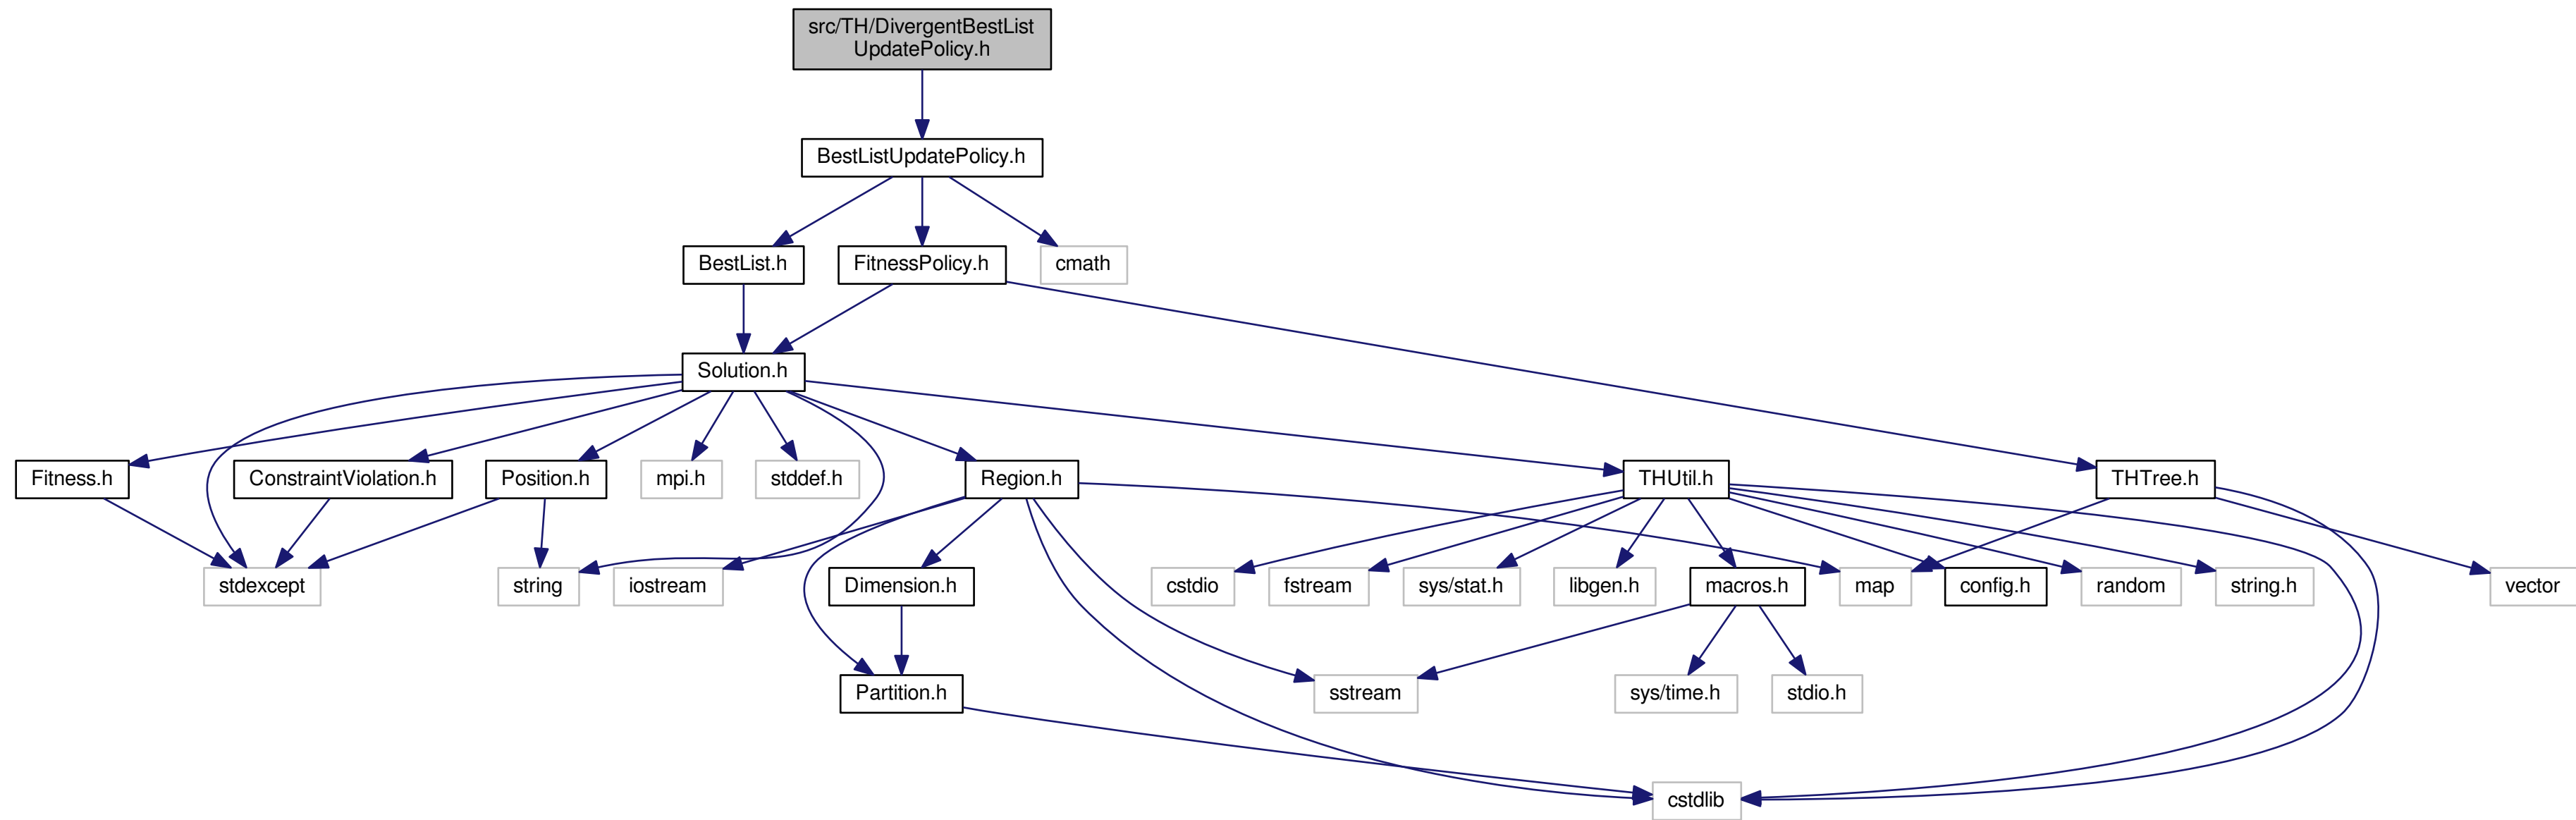 src/TH/DivergentBestList
UpdatePolicy.h
BestListUpdatePolicy.h
BestList.h
FitnessPolicy.h
cmath
Solution.h
Fitness.h
ConstraintViolation.h
Position.h
mpi.h
stddef.h
Region.h
THUtil.h
THTree.h
stdexcept
string
iostream
Dimension.h
cstdio
fstream
sys/stat.h
libgen.h
macros.h
map
config.h
random
string.h
vector
Partition.h
sstream
sys/time.h
stdio.h
cstdlib